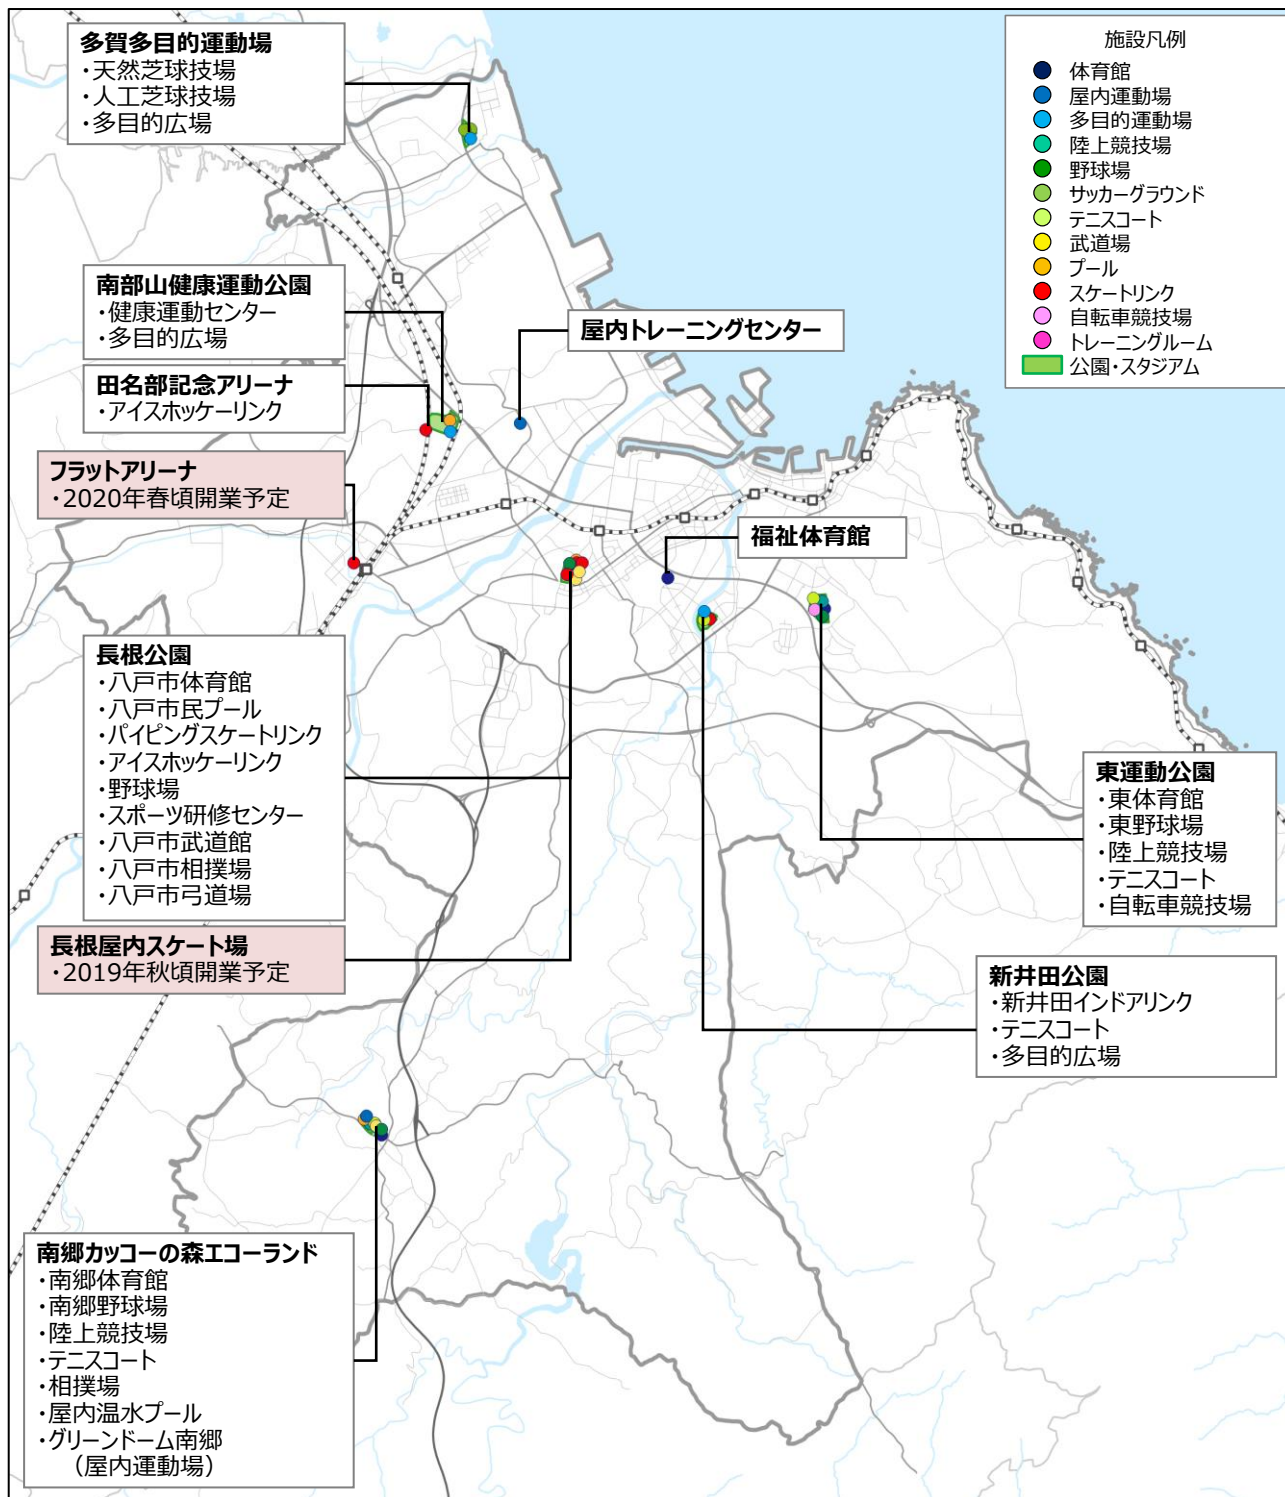 多賀多目的運動場
・天然芝球技場
・人工芝球技場
・多目的広場
施設凡例
体育館
屋内運動場
多目的運動場
陸上競技場
野球場
サッカーグラウンド
テニスコート
武道場
プール
スケートリンク
自転車競技場
トレーニングルーム
公園・スタジアム
南部山健康運動公園
・健康運動センター
・多目的広場
屋内トレーニングセンター
田名部記念アリーナ
・アイスホッケーリンク
フラットアリーナ
・2020年春頃開業予定
福祉体育館
長根公園
・八戸市体育館
・八戸市民プール
・パイピングスケートリンク
・アイスホッケーリンク
・野球場
・スポーツ研修センター
・八戸市武道館
・八戸市相撲場
・八戸市弓道場
東運動公園
・東体育館
・東野球場
・陸上競技場
・テニスコート
・自転車競技場
長根屋内スケート場
・2019年秋頃開業予定
新井田公園
・新井田インドアリンク
・テニスコート
・多目的広場
南郷カッコーの森エコーランド
・南郷体育館
・南郷野球場
・陸上競技場
・テニスコート
・相撲場
・屋内温水プール
・グリーンドーム南郷
（屋内運動場）